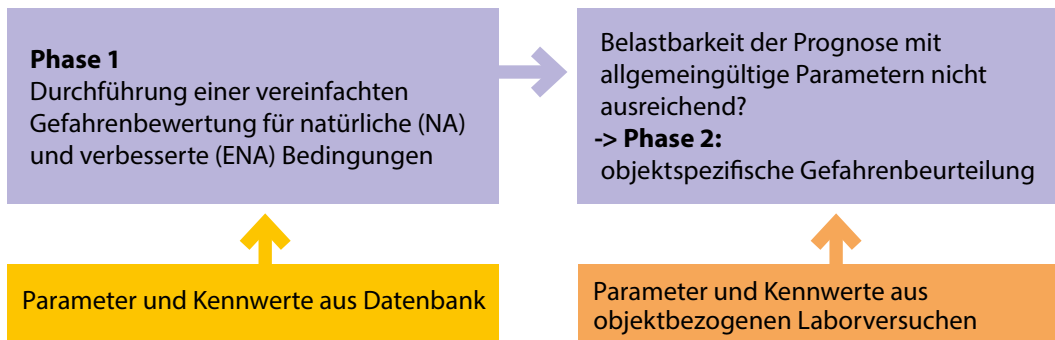 Phase 1
Durchführung einer vereinfachten
Gefahrenbewertung für natürliche (NA)
und verbesserte (ENA) Bedingungen
Belastbarkeit der Prognose mit
allgemeingültige Parametern nicht
ausreichend?
-> Phase 2:
objektspezifische Gefahrenbeurteilung
Parameter und Kennwerte aus Datenbank
Parameter und Kennwerte aus
objektbezogenen Laborversuchen